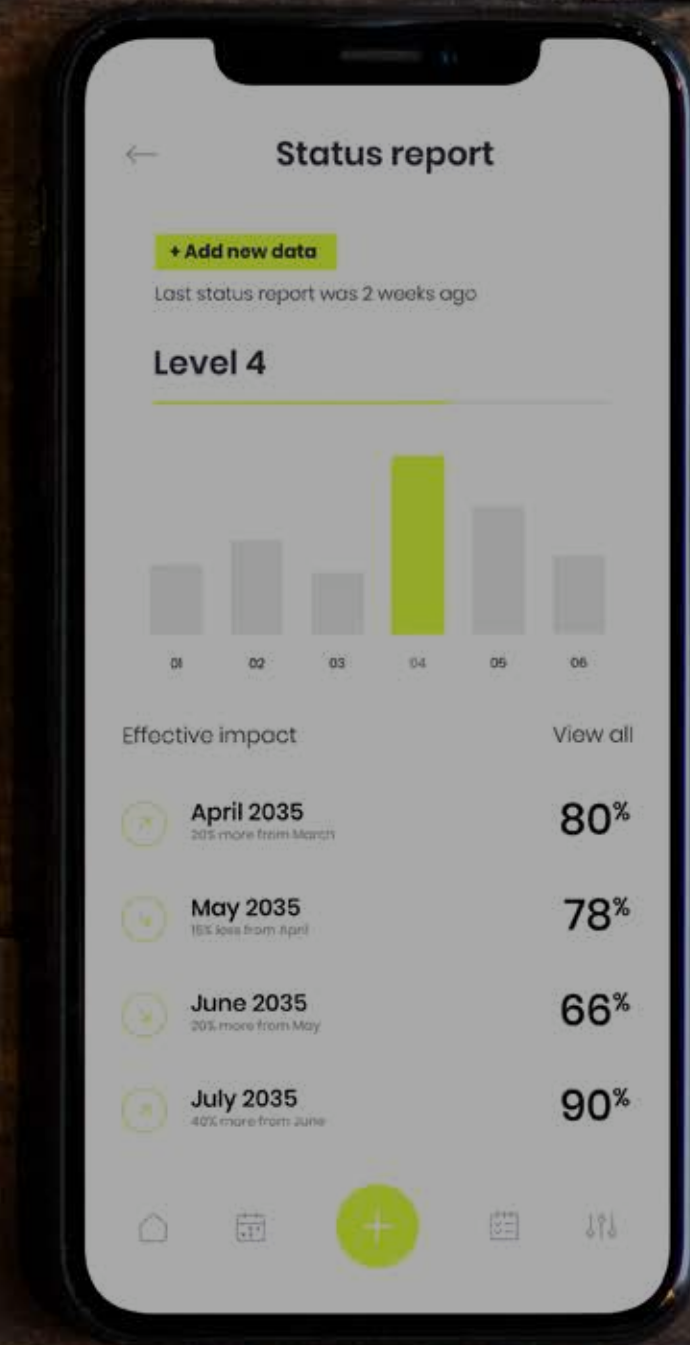 Status report
+ Add new data
Last status report was 2 weeks ago
Level 4
01 02 03 04 05 06
Effective impact View all
April 2035 80%
20% more from March
May 2035 78%
15% less from April
June 2035 66%
20% more from May
July 2035 90%
40% more from June